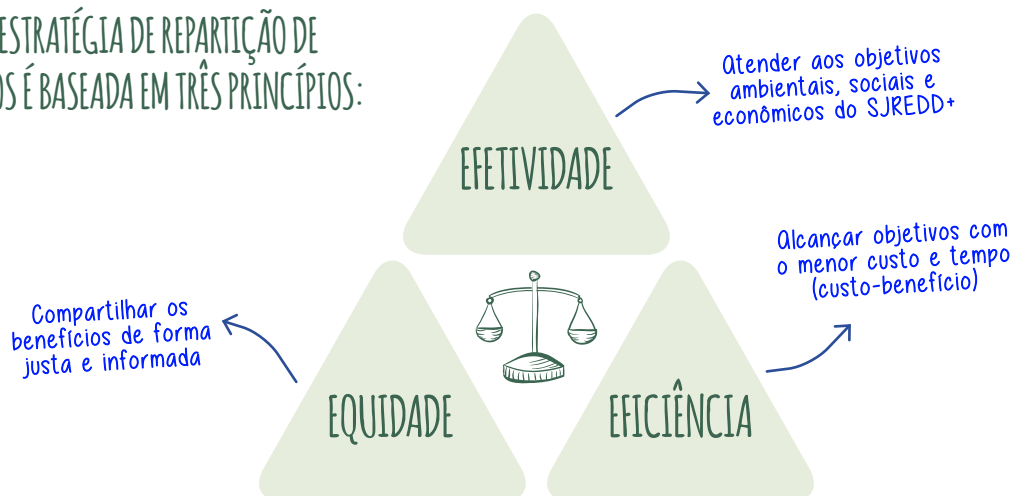 ESTRATÉGIA DE REPARTIÇÃO DE
OS É BASEADA EM TRÊS PRINCÍPIOS:
Atender aos objetivos
ambientais, sociais e
econômicos do SJREDD+
EFETIVIDADE
Alcançar objetivos com
o menor custo e tempo
(custo-benefício)
Compartilhar os
benefícios de forma
justa e informada
EQUIDADE
EFICIÊNCIA